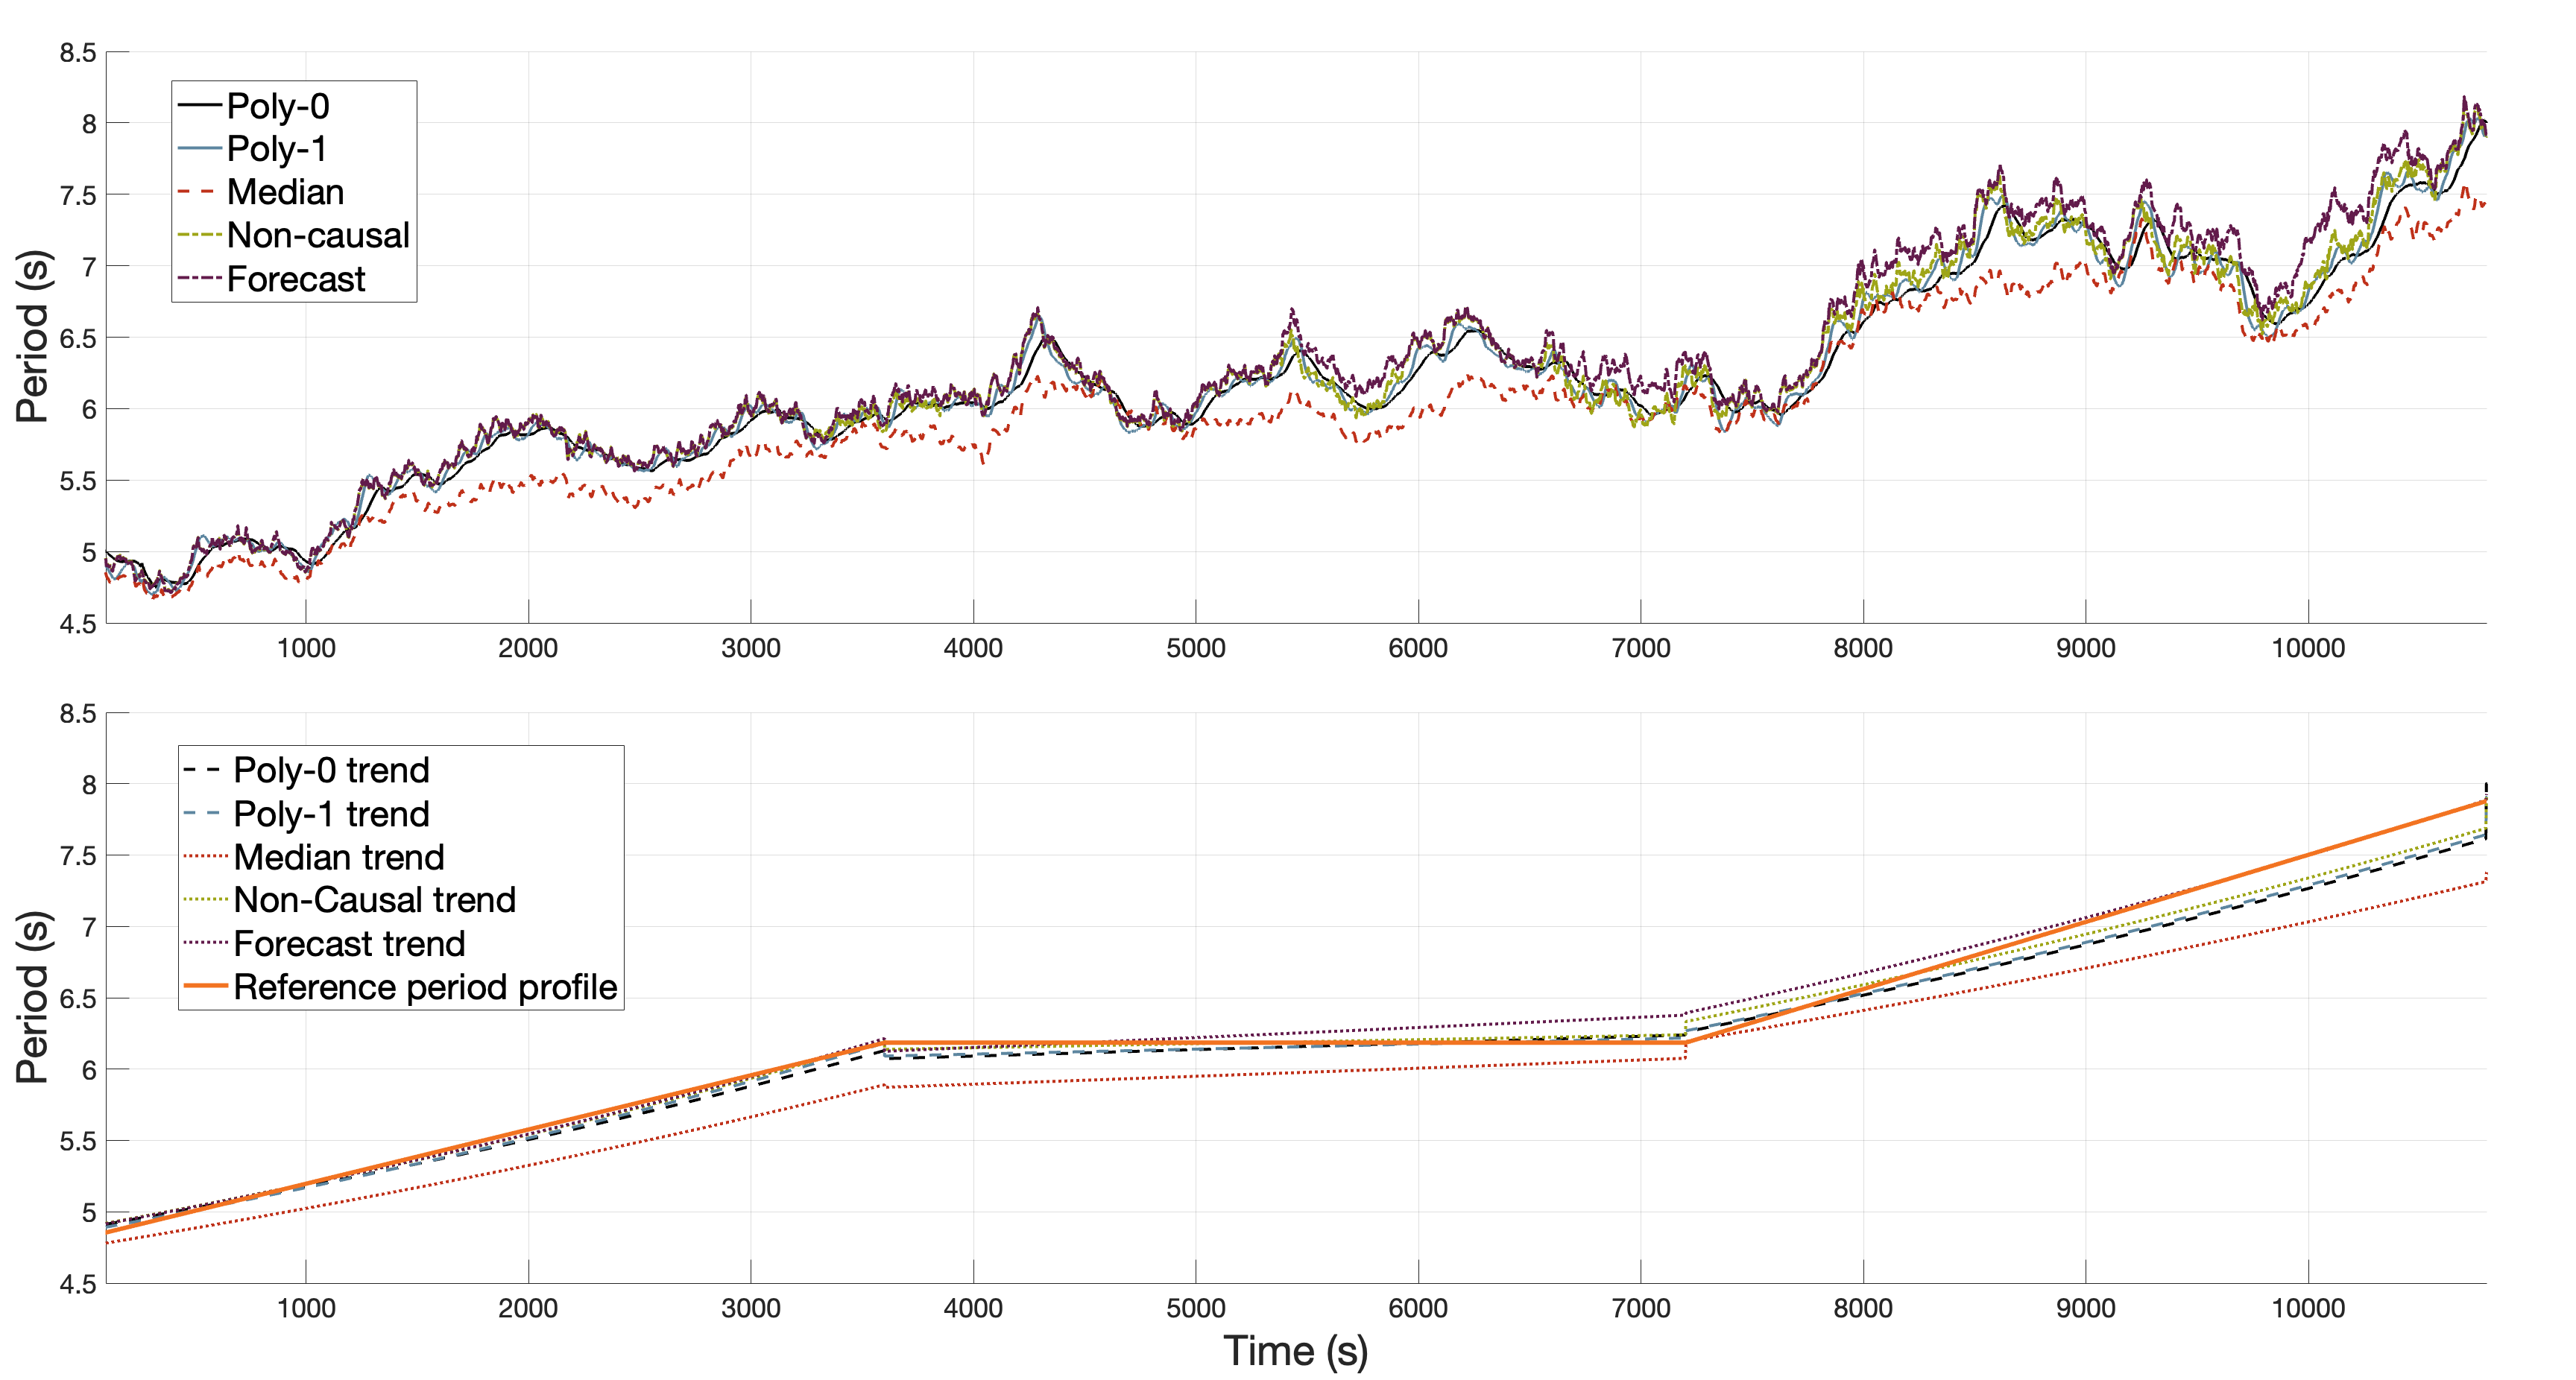 8.5
8
7.5
7
6.5
6
5.5
5
4.5
Period (s)
Poly-0
Poly-1
Median
Non-causal
Forecast
1000 2000 3000 4000 5000 6000 7000 8000 9000 10000
8.5
8
7.5
7
6.5
6
5.5
5
4.5
Period (s)
Poly-0 trend
Poly-1 trend
Median trend
Non-Causal trend
Forecast trend
Reference period profile
1000 2000 3000 4000 5000 6000 7000 8000 9000 10000
Time (s)